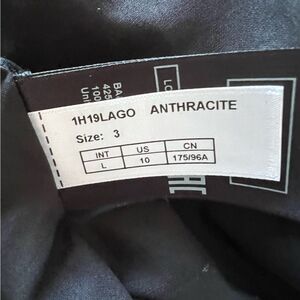 1H19LAGO ANTHRACITE
Size: 3
INT US CN
L 10 175/96A